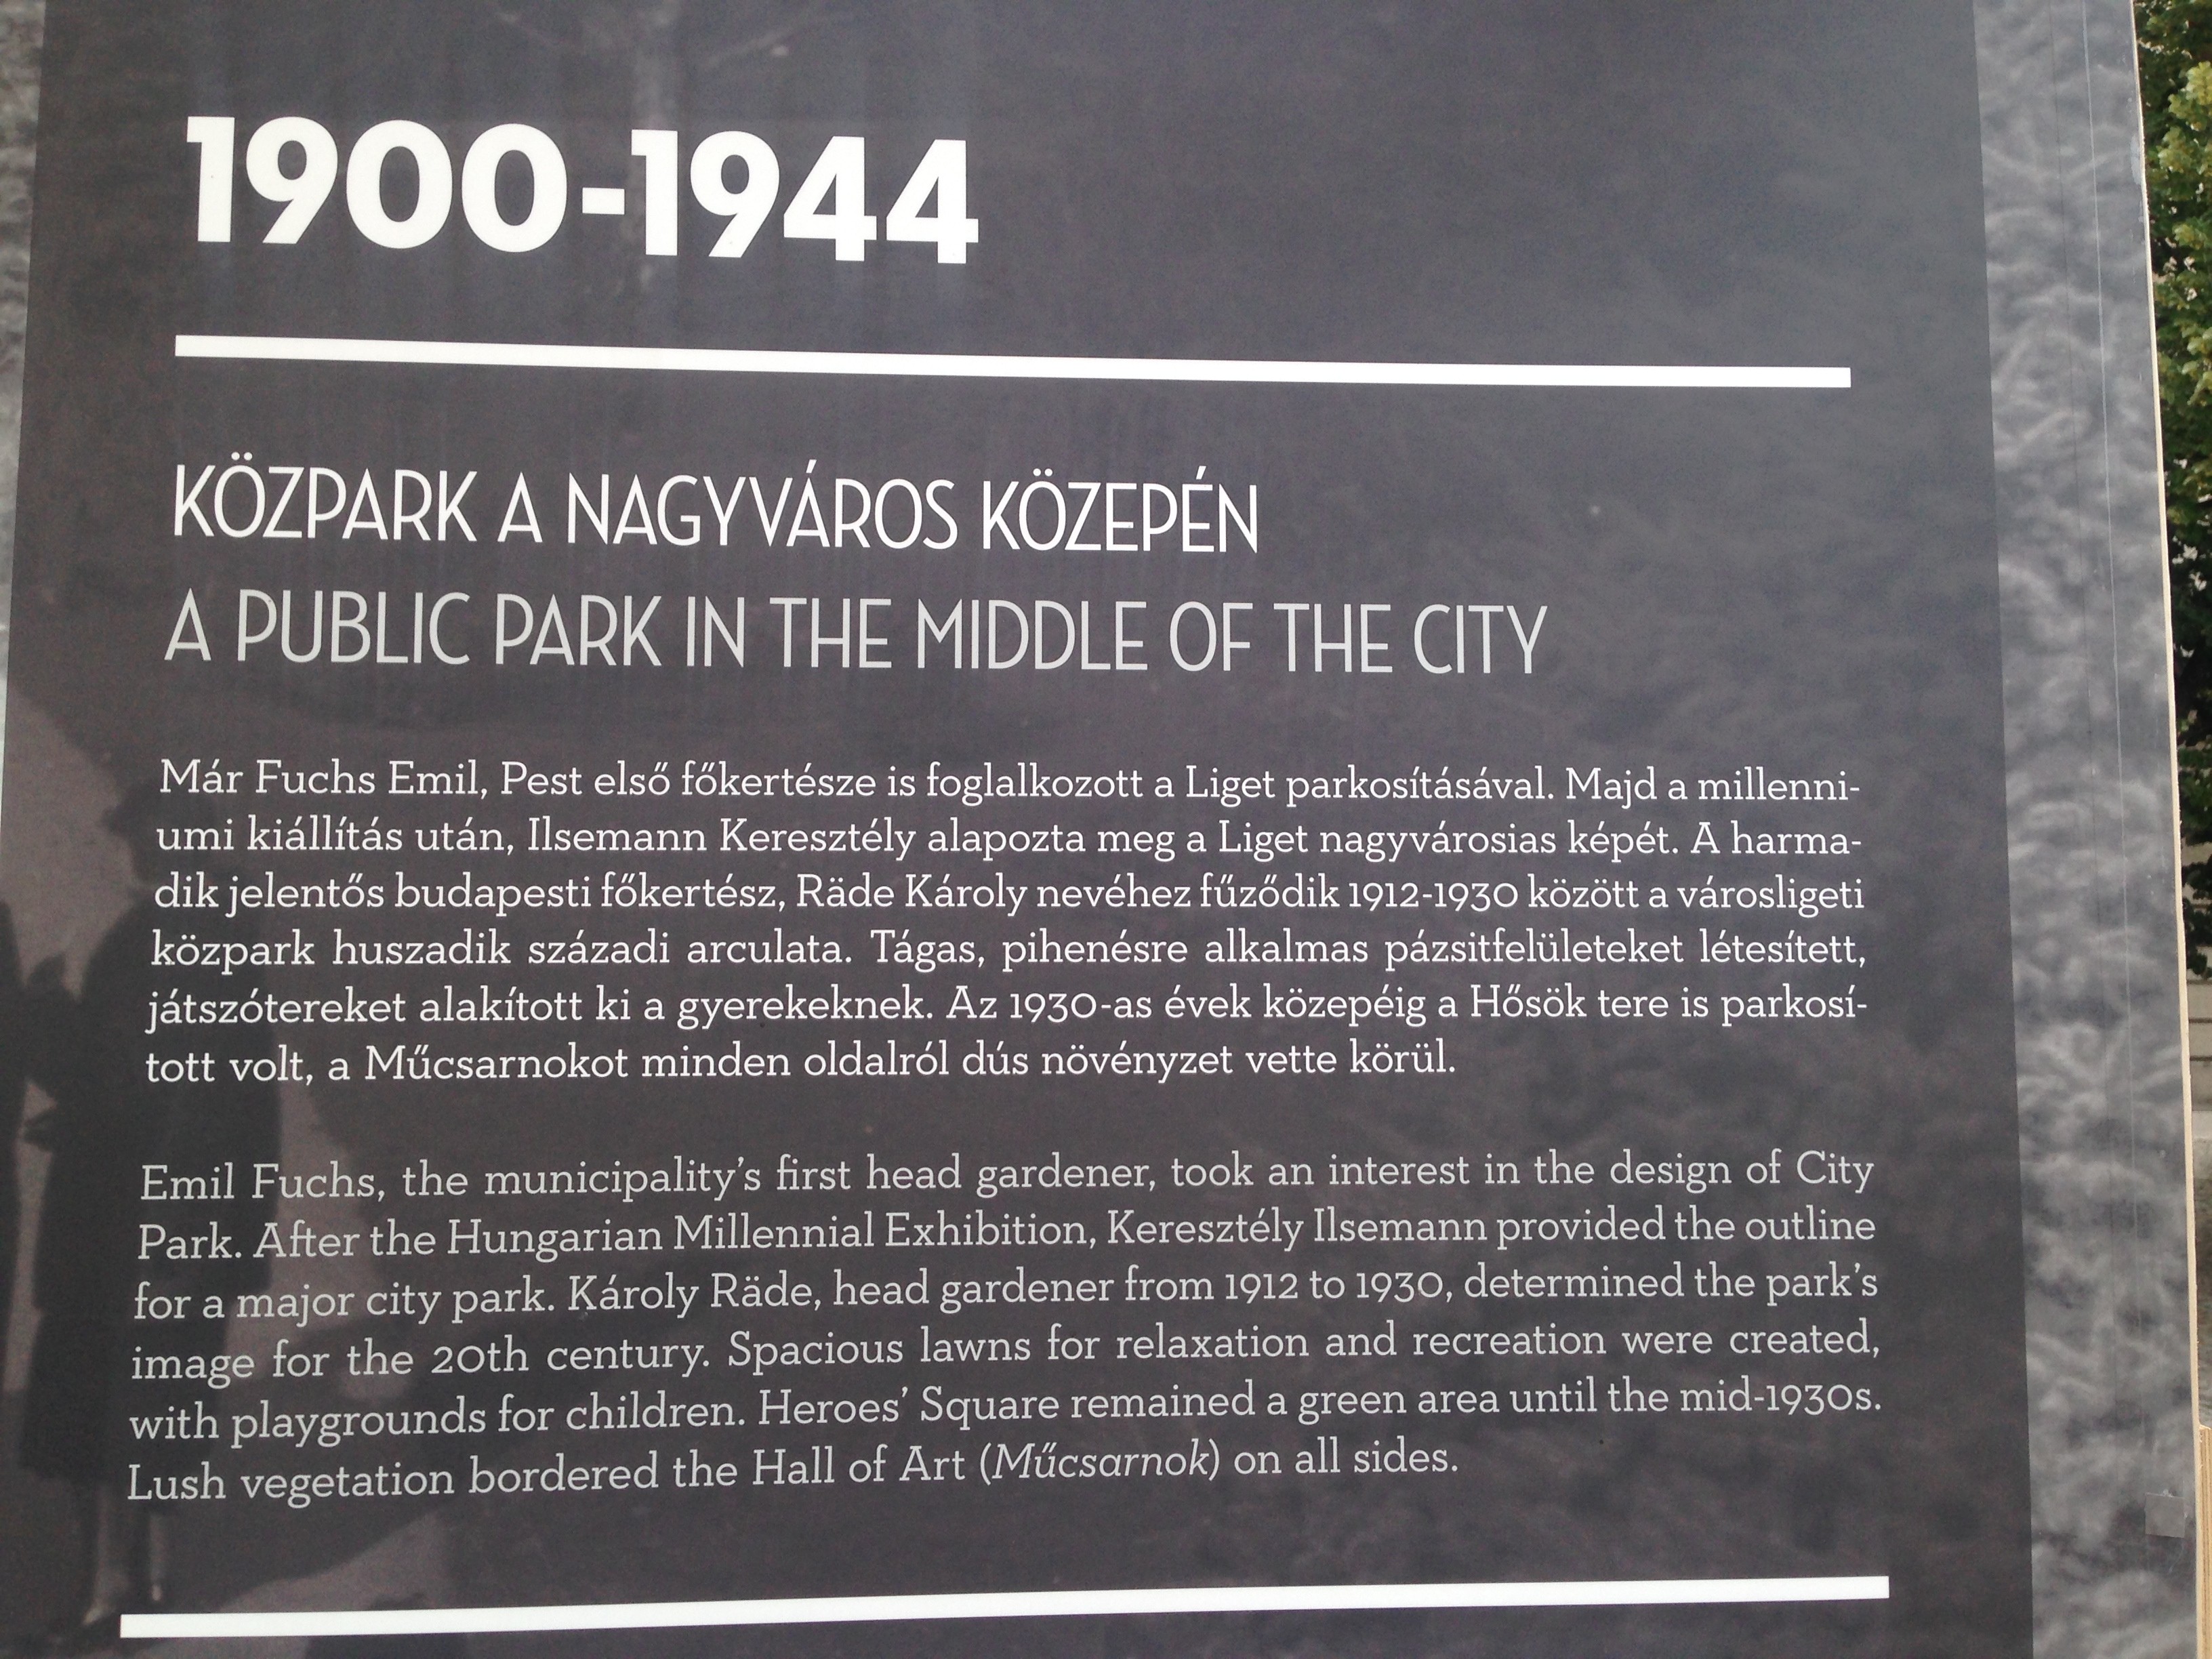 1900-1944
KÖZPARK A NAGYVÁROS KÖZEPÉN
A PUBLIC PARK IN THE MIDDLE OF THE CITY
Már Fuchs Emil, Pest első főkertésze is foglalkozott a Liget parkosításával. Majd a millenni-
umi kiállítás után, Ilsemann Keresztély alapozta meg a Liget nagyvárosias képét. A harma-
dik jelentős budapesti főkertész, Räde Károly nevéhez fűződik 1912-1930 között a városligeti
közpark huszadik századi arculata. Tágas, pihenésre alkalmas pázsitfelületeket létesített,
játszótereket alakított ki a gyerekeknek. Az 1930-as évek közepéig a Hősök tere is parkosí-
tott volt, a Műcsarnokot minden oldalról dús növényzet vette körül.
Emil Fuchs, the municipality's first head gardener, took an interest in the design of City
Park. After the Hungarian Millennial Exhibition, Keresztély Ilsemann provided the outline
for a major city park. Károly Räde, head gardener from 1912 to 1930, determined the park's
image for the 20th century. Spacious lawns for relaxation and recreation were created,
with playgrounds for children. Heroes' Square remained a green area until the mid-1930s.
Lush vegetation bordered the Hall of Art (Műcsarnok) on all sides.